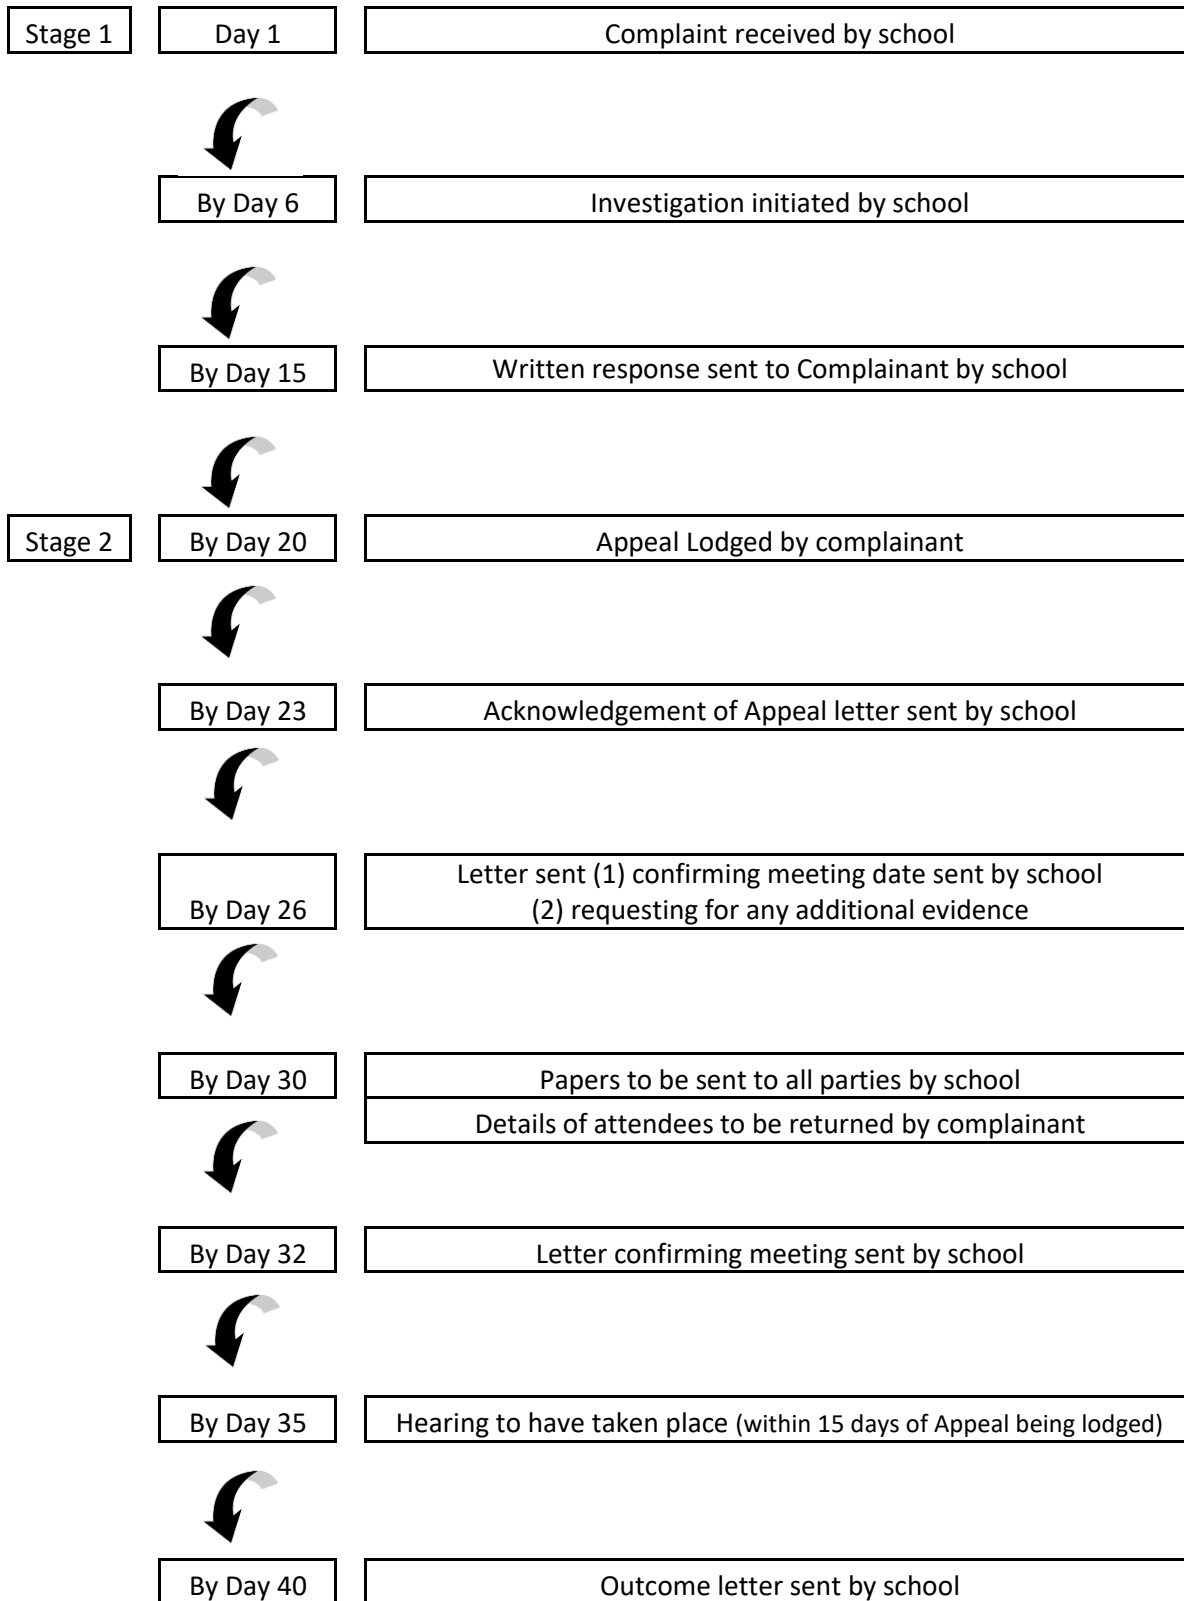 Stage 1 Day 1 Complaint received by school
By Day 6 Investigation initiated by school
By Day 15 Written response sent to Complainant by school
Stage 2 By Day 20 Appeal Lodged by complainant
By Day 23 Acknowledgement of Appeal letter sent by school
Letter sent (1) confirming meeting date sent by school
By Day 26 (2) requesting for any additional evidence
By Day 30 Papers to be sent to all parties by school
Details of attendees to be returned by complainant
By Day 32 Letter confirming meeting sent by school
By Day 35 Hearing to have taken place (within 15 days of Appeal being lodged)
By Day 40 Outcome letter sent by school